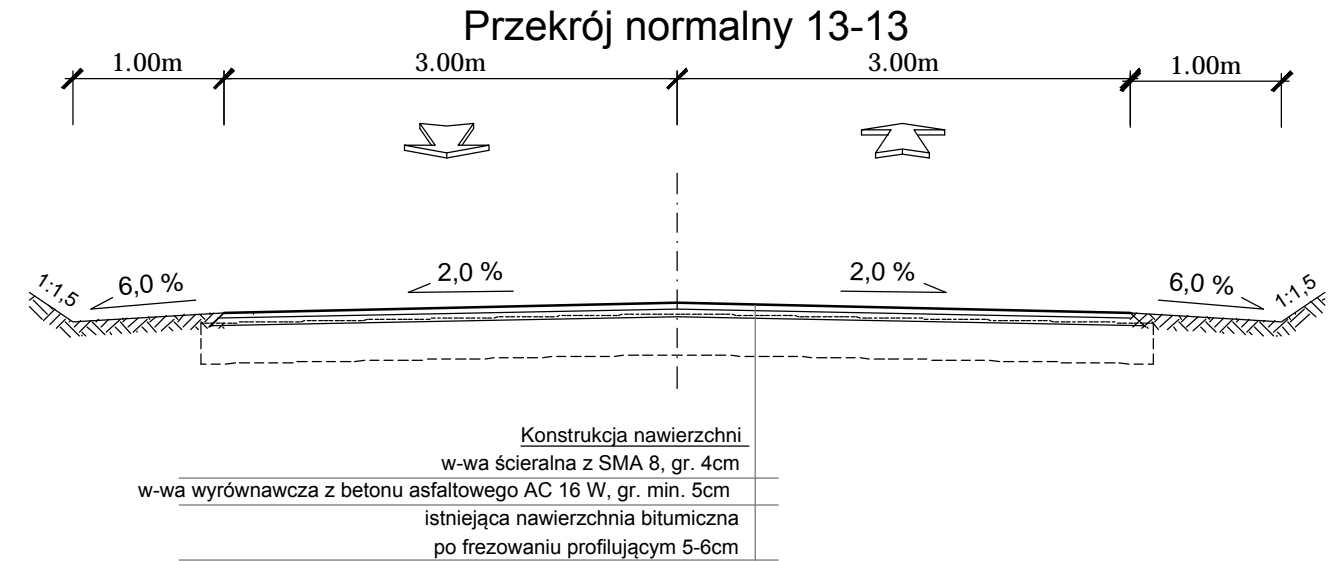 Przekrój normalny 13-13
1.00m 3.00m 3.00m 1.00m
1:1,5 6,0 % 2,0 % 2,0 % 6,0 % 1:1,5
Konstrukcja nawierzchni
w-wa ścieralna z SMA 8, gr. 4cm
w-wa wyrównawcza z betonu asfaltowego AC 16 W, gr. min. 5cm
istniejąca nawierzchnia bitumiczna
po frezowaniu profilującym 5-6cm